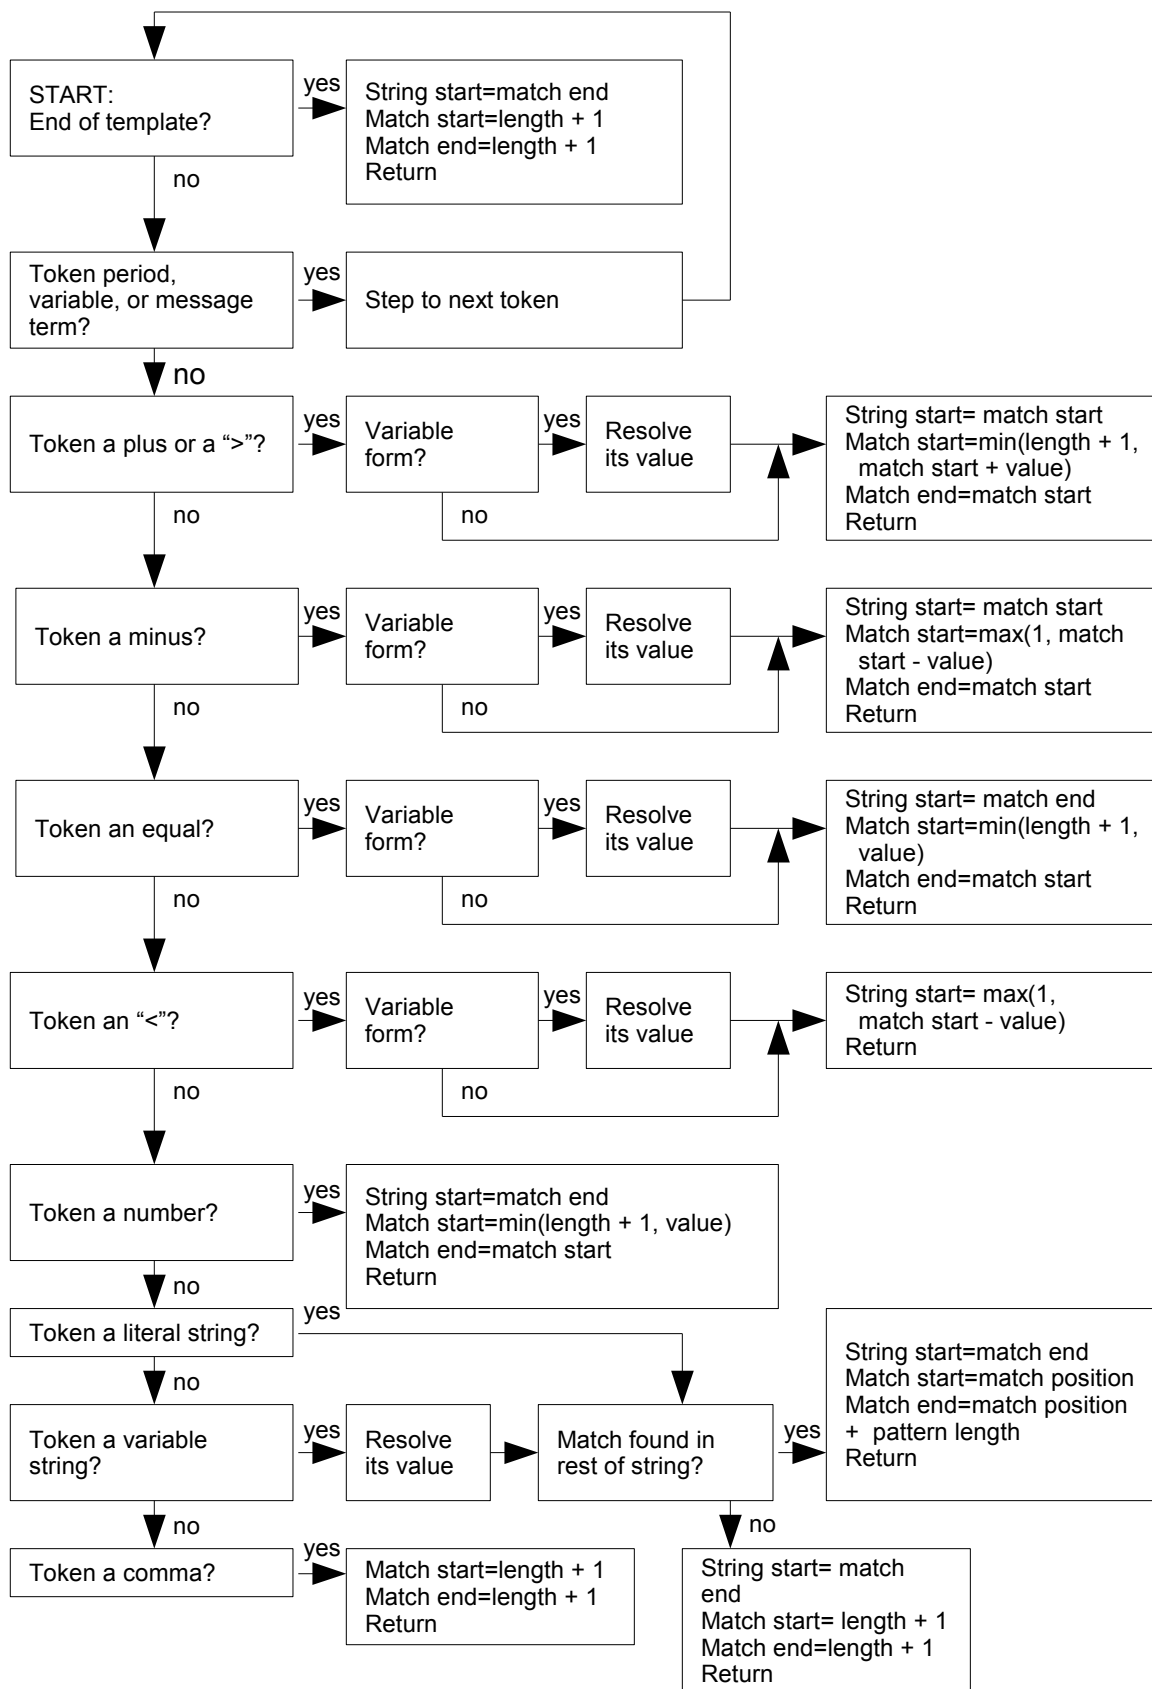 START:
End of template?
yes
String start=match end
Match start=length + 1
Match end=length + 1
Return
no
Token period,
variable, or message
term?
yes
Step to next token
no
Token a plus or a “>”?
yes
Variable
form?
yes
Resolve
its value
String start= match start
Match start=min(length + 1,
match start + value)
Match end=match start
Return
no
no
Token a minus?
yes
Variable
form?
yes
Resolve
its value
String start= match start
Match start=max(1, match
start - value)
Match end=match start
Return
no
no
Token an equal?
yes
Variable
form?
yes
Resolve
its value
String start= match end
Match start=min(length + 1,
value)
Match end=match start
Return
no
no
Token an “<”?
yes
Variable
form?
yes
Resolve
its value
String start= max(1,
match start - value)
Return
no
no
Token a number?
yes
String start=match end
Match start=min(length + 1, value)
Match end=match start
Return
no
Token a literal string?
yes
no
Token a variable
string?
yes
Resolve
its value
Match found in
rest of string?
yes
String start=match end
Match start=match position
Match end=match position
+ pattern length
Return
no
no
Token a comma?
yes
Match start=length + 1
Match end=length + 1
Return
String start= match
end
Match start= length + 1
Match end=length + 1
Return